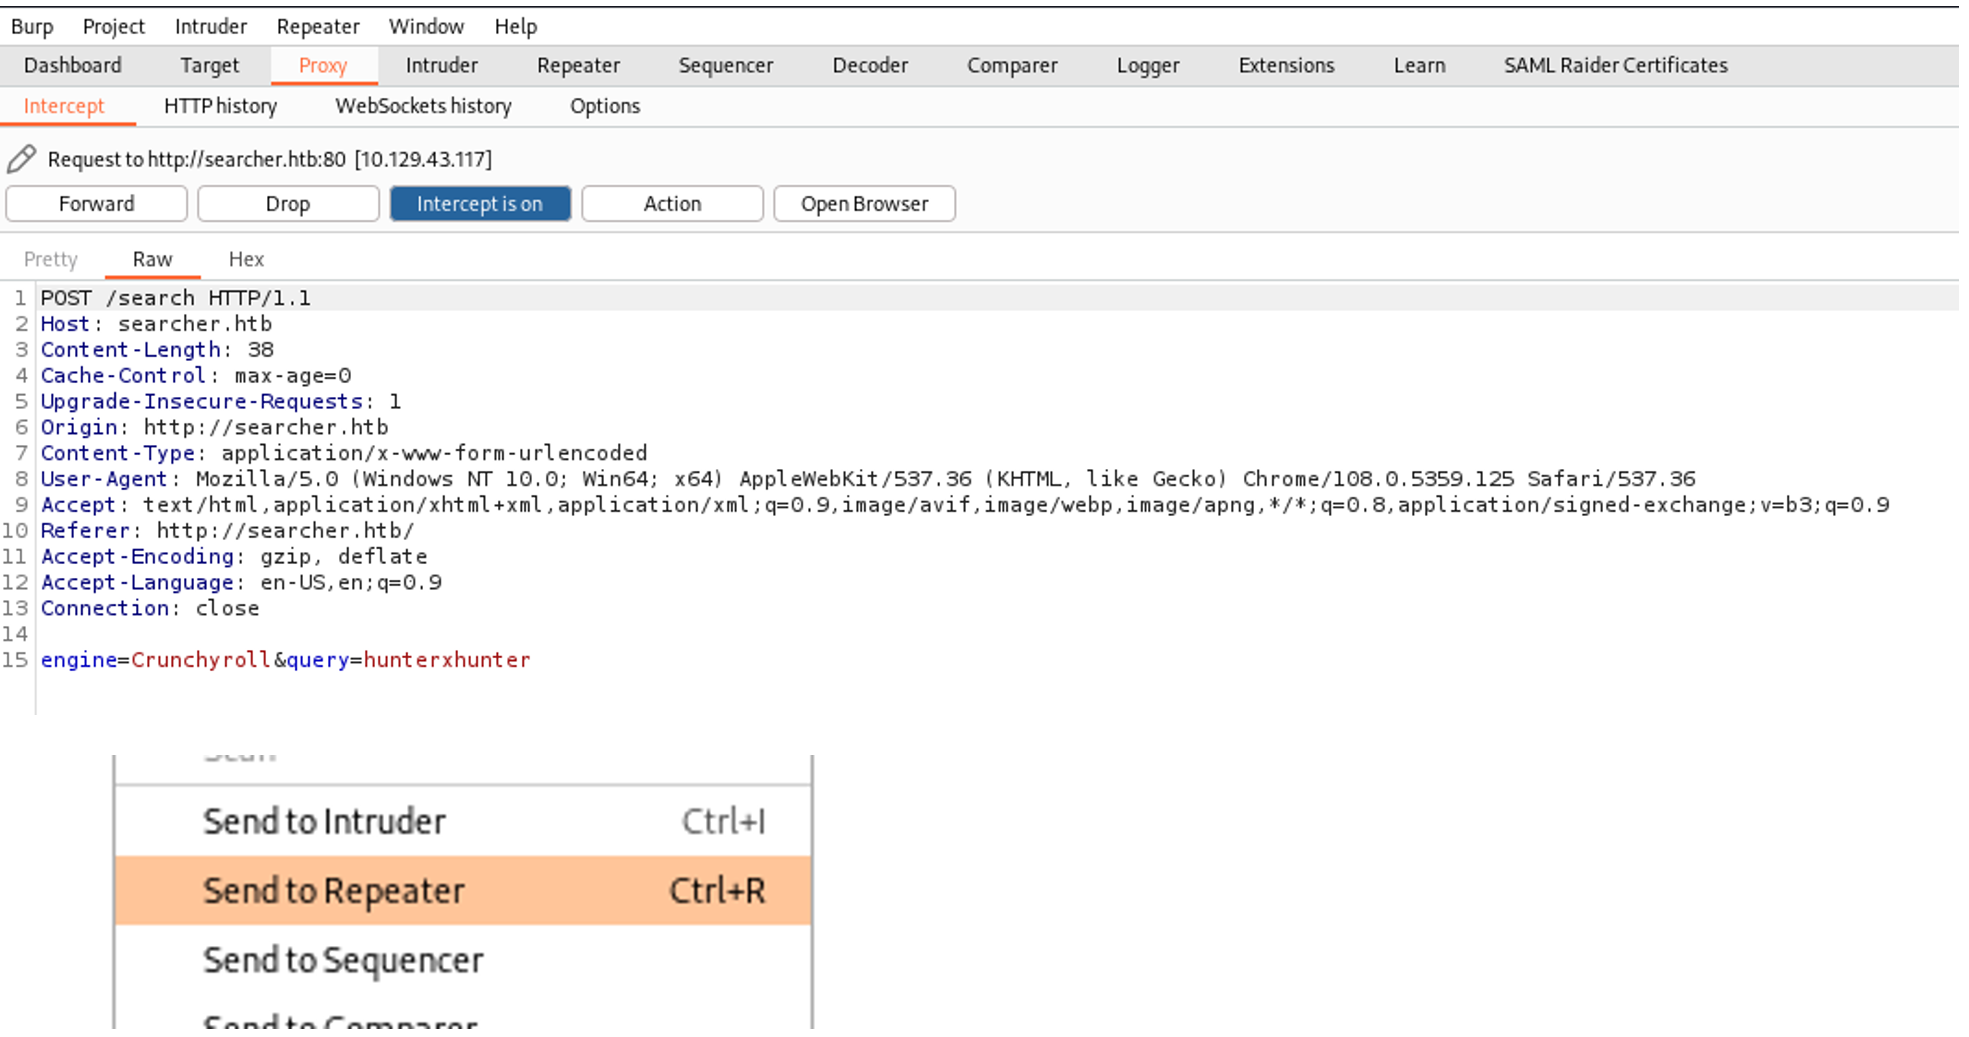 Burp Project Intruder Repeater Window Help
Dashboard Target Proxy Intruder Repeater Sequencer Decoder Comparer Logger Extensions Learn SAML Raider Certificates
Intercept HTTP history WebSockets history Options
Request to http://searcher.htb:80 [10.129.43.117]
Forward Drop Intercept is on Action Open Browser
Pretty Raw Hex
1 POST /search HTTP/1.1
2 Host: searcher.htb
3 Content-Length: 38
4 Cache-Control: max-age=0
5 Upgrade-Insecure-Requests: 1
6 Origin: http://searcher.htb
7 Content-Type: application/x-www-form-urlencoded
8 User-Agent: Mozilla/5.0 (Windows NT 10.0; Win64; x64) AppleWebKit/537.36 (KHTML, like Gecko) Chrome/108.0.5359.125 Safari/537.36
9 Accept: text/html,application/xhtml+xml,application/xml;q=0.9,image/avif,image/webp,image/apng,*/*;q=0.8,application/signed-exchange;v=b3;q=0.9
10 Referer: http://searcher.htb/
11 Accept-Encoding: gzip, deflate
12 Accept-Language: en-US,en;q=0.9
13 Connection: close
14
15 engine=Crunchyroll&query=hunterxhunter
Scan
Send to Intruder Ctrl+I
Send to Repeater Ctrl+R
Send to Sequencer
Send to Comparer